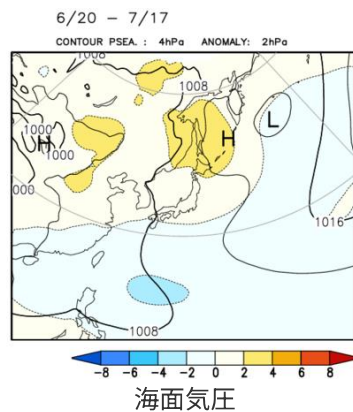 6/20 - 7/17
CONTOUR PSEA. : 4hPa ANOMALY: 2hPa
1008
1008
1000
H
1000
000
H
L
1016
1008
-8 -6 -4 -2 0 2 4 6 8
海面気圧